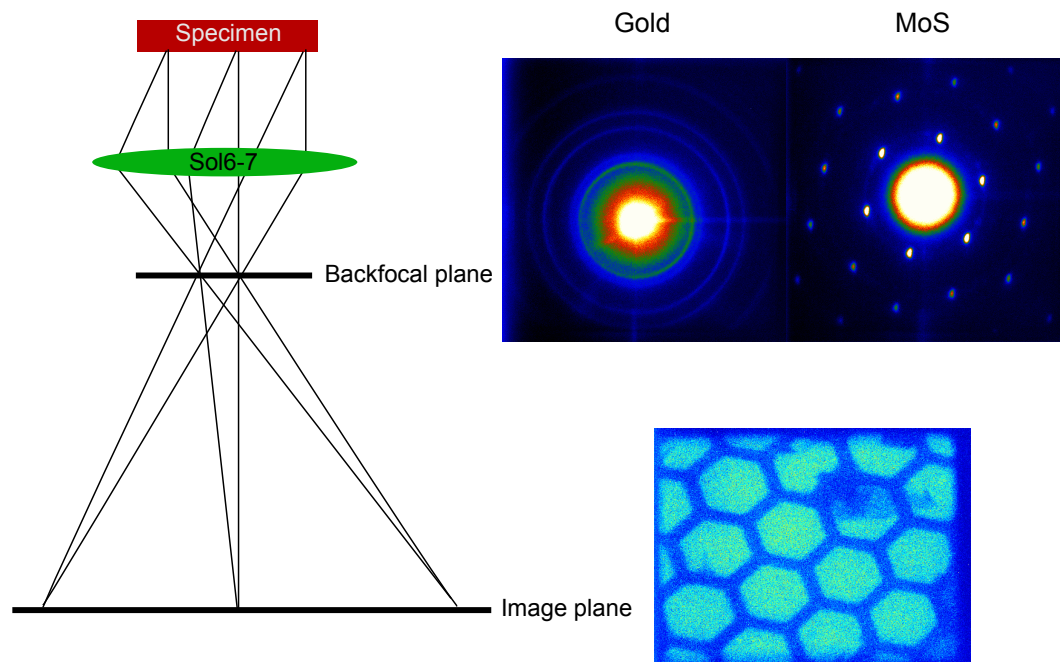 Specimen
Gold
MoS
Sol6-7
Backfocal plane
Image plane